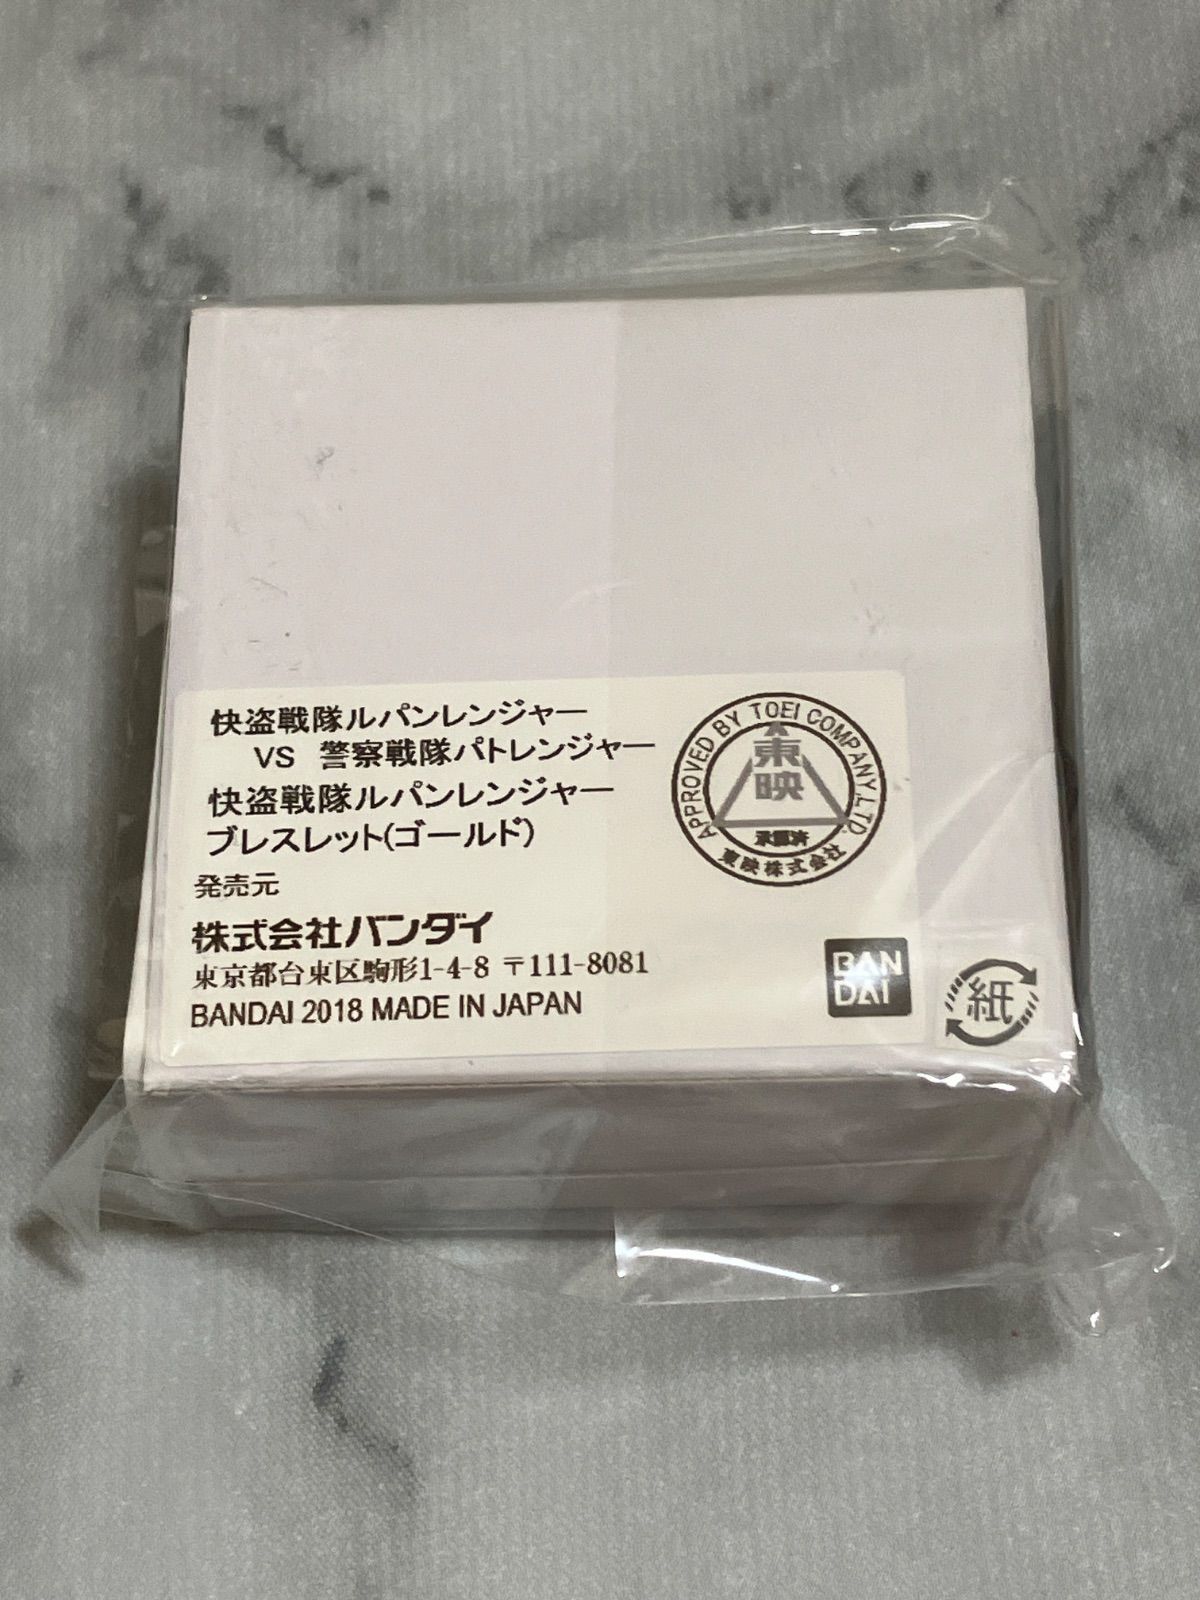 快盗戦隊ルパンレンジャー
VS 警察戦隊パトレンジャー
快盗戦隊ルパンレンジャー
ブレスレット(ゴールド)
発売元
株式会社バンダイ
東京都台東区駒形1-4-8 〒111-8081
BANDAI 2018 MADE IN JAPAN
APPROVED BY TOEI COMPANY,LTD.
東映
承認済
東映株式会社
BAN
DAI
紙